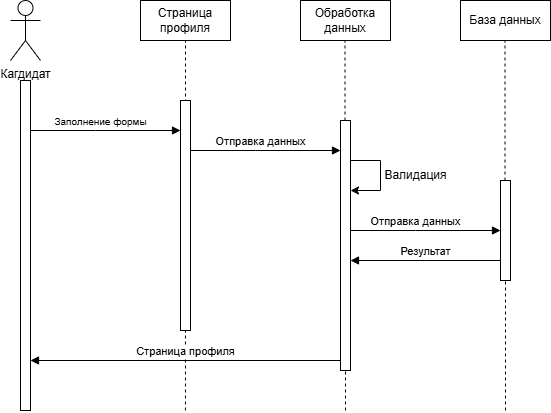 Страница
профиля
Обработка
данных
База данных
Кагдидат
Заполнение формы
Отправка данных
Валидация
Отправка данных
Результат
Страница профиля